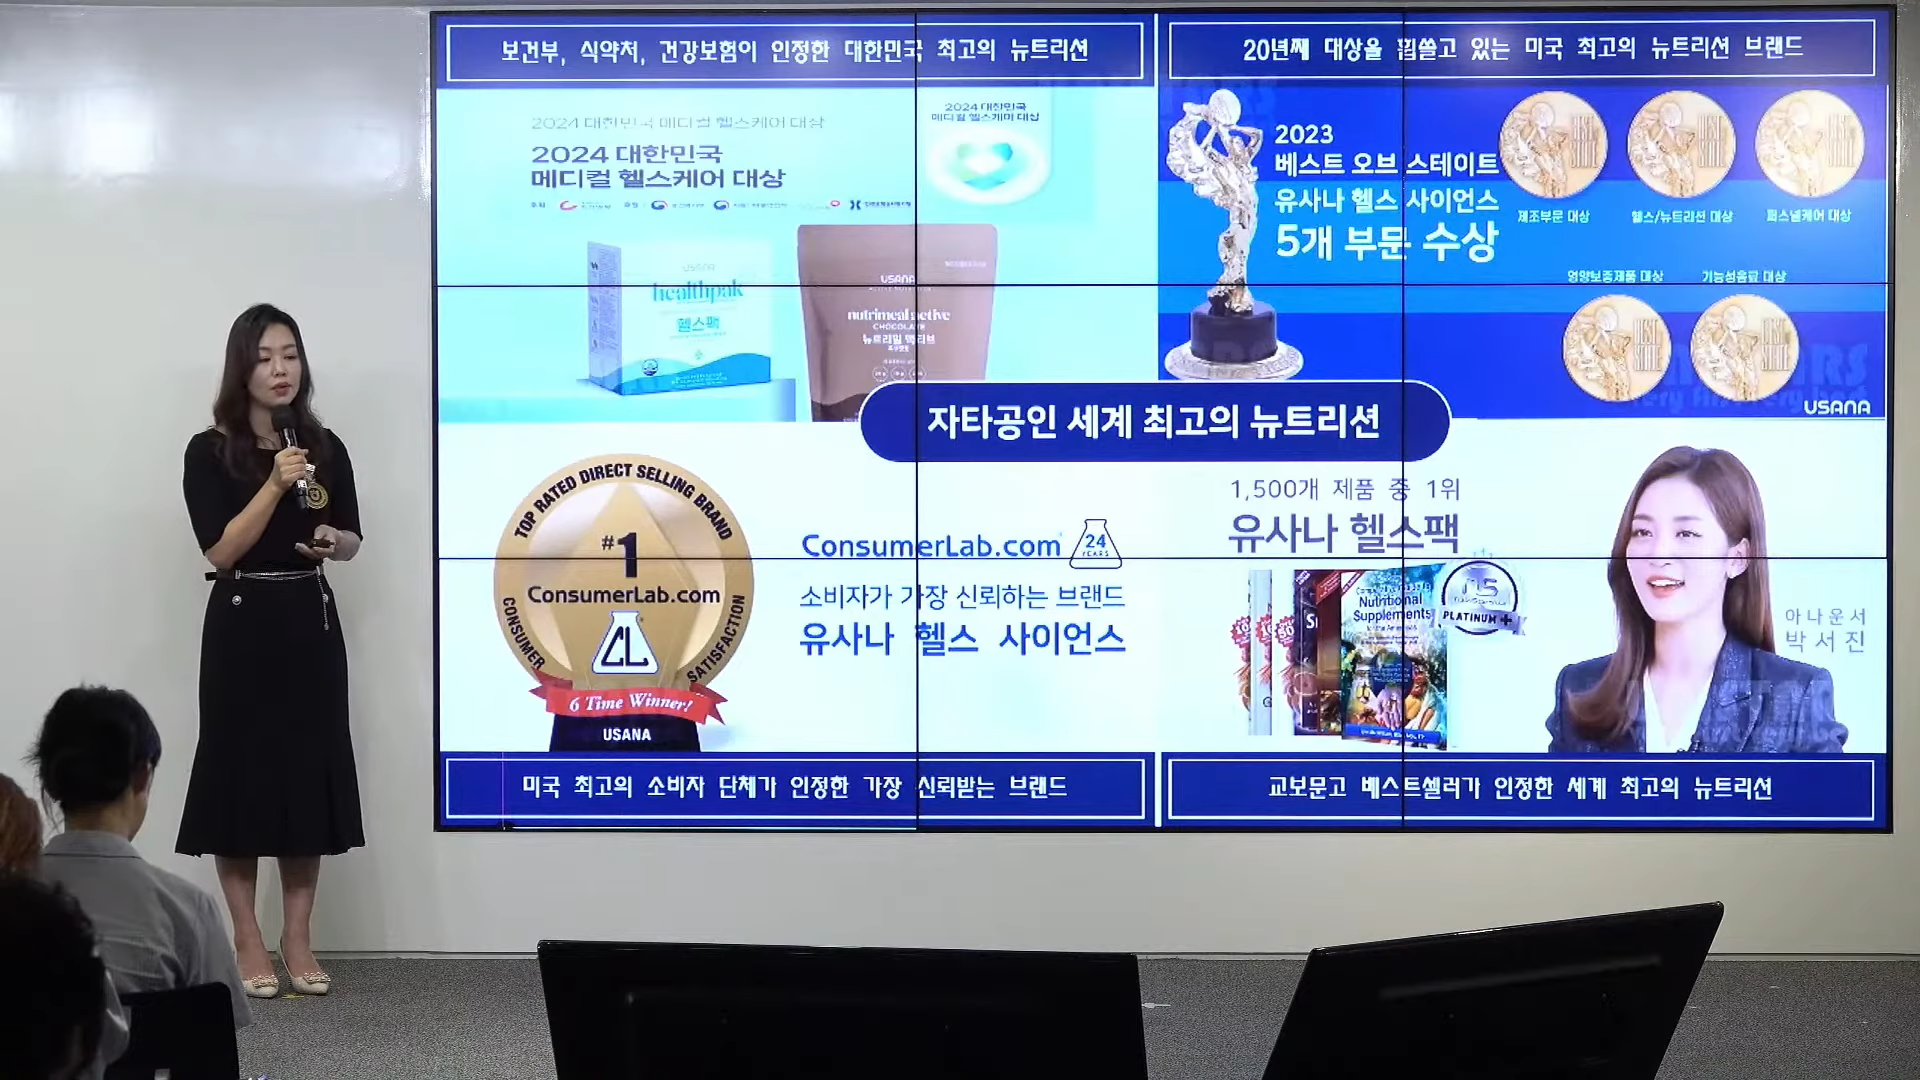 보건부, 식약처, 건강보험이 인정한 대한민국 최고의 뉴트리션
2024 대한민국 메디컬 헬스케어 대상
2024 대한민국
메디컬 헬스케어 대상
2024 대한민국
메디컬 헬스케어 대상
USANA
healthpak
헬스팩
USANA
nutrimeal active
CHOCOLATE
뉴트리밀 액티브
20년째 대상을 휩쓸고 있는 미국 최고의 뉴트리션 브랜드
2023
베스트 오브 스테이트
유사나 헬스 사이언스
5개 부문 수상
제조부문 대상
헬스/뉴트리션 대상
퍼스널케어 대상
영양보충제품 대상
기능성음료 대상
USANA
자타공인 세계 최고의 뉴트리션
TOP RATED DIRECT SELLING BRAND
#1
ConsumerLab.com
CONSUMER SATISFACTION
CL
6 Time Winner!
USANA
ConsumerLab.com
24
YEARS
소비자가 가장 신뢰하는 브랜드
유사나 헬스 사이언스
1,500개 제품 중 1위
유사나 헬스팩
Nutritional
Supplements
PLATINUM +
아나운서
박서진
미국 최고의 소비자 단체가 인정한 가장 신뢰받는 브랜드
교보문고 베스트셀러가 인정한 세계 최고의 뉴트리션